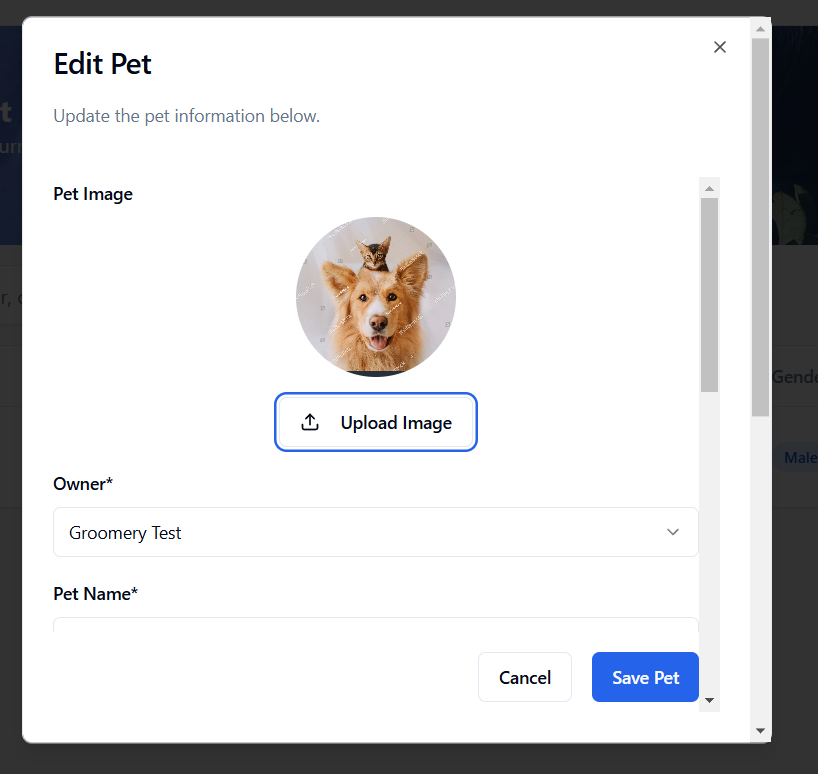 Edit Pet
Update the pet information below.
Pet Image
Upload Image
Owner*
Groomery Test
Pet Name*
Cancel
Save Pet
t
urr
r, c
Gende
Male